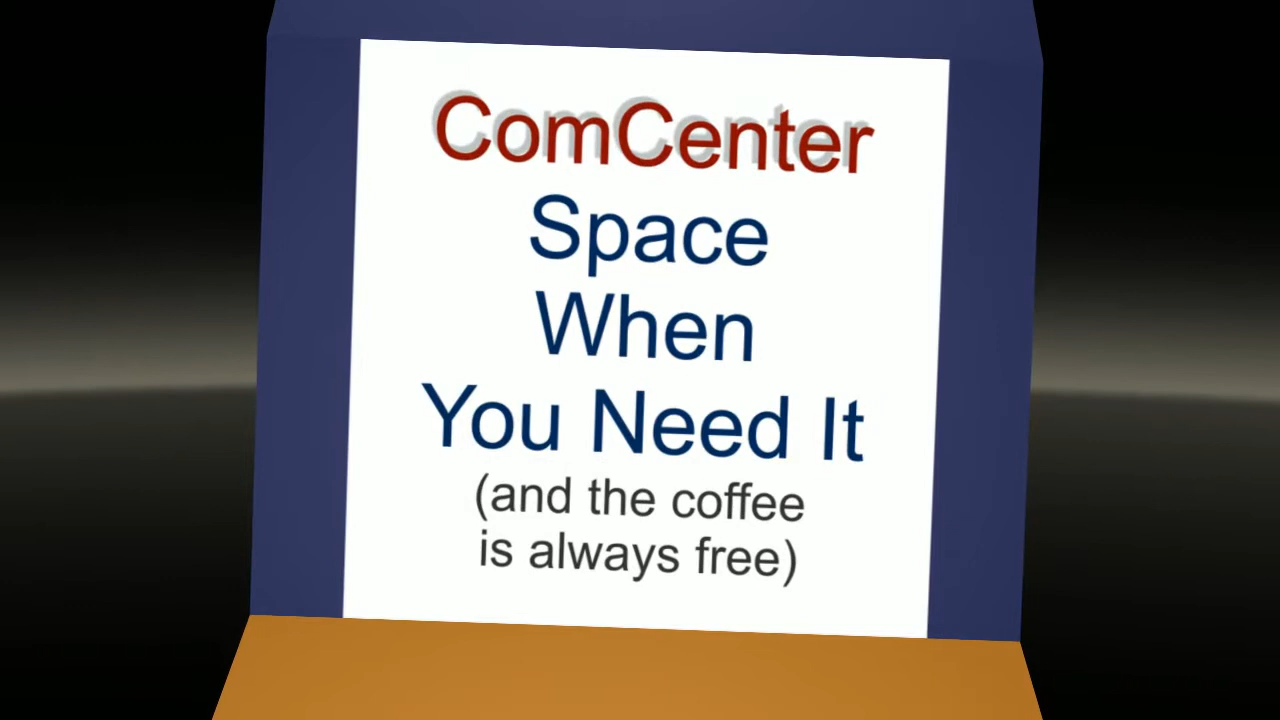 ComCenter
Space
When
You Need It
(and the coffee
is always free)